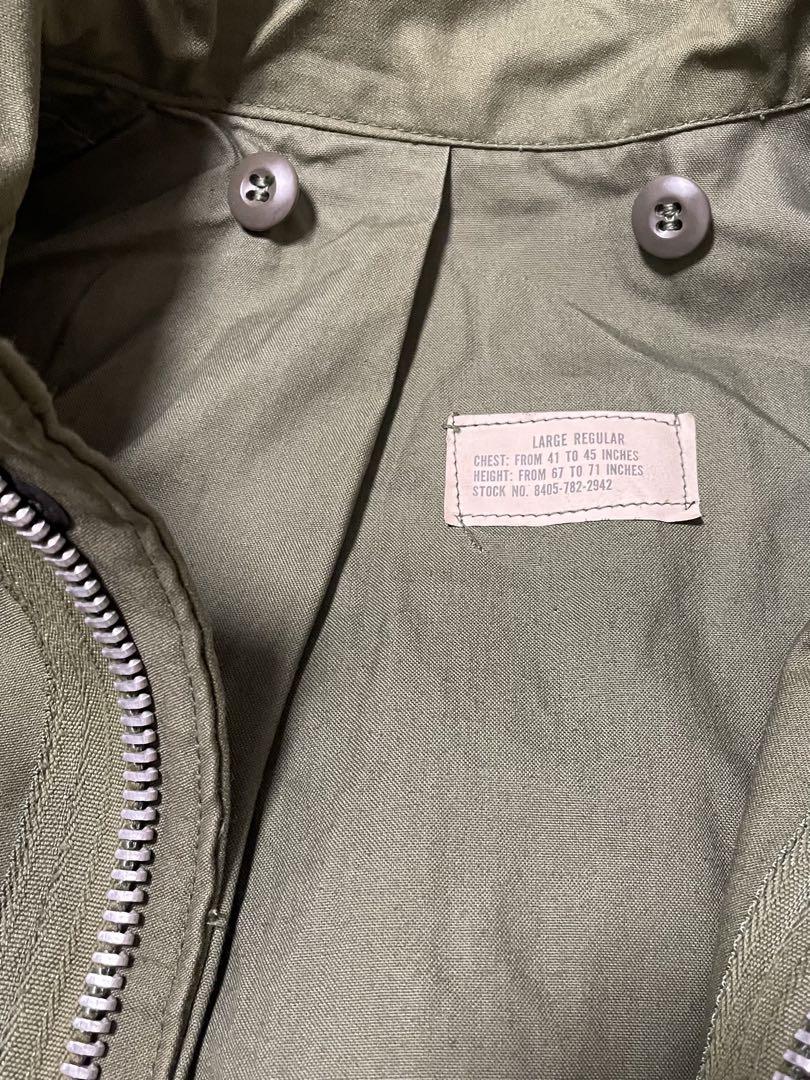 LARGE REGULAR
CHEST: FROM 41 TO 45 INCHES
HEIGHT: FROM 67 TO 71 INCHES
STOCK NO. 8405-782-2942